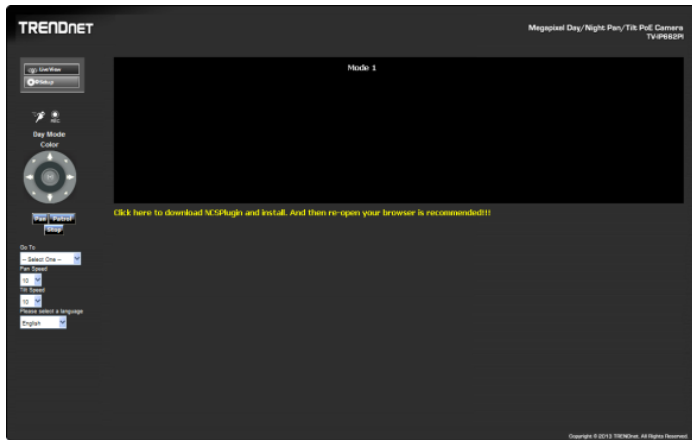 TRENDNET
Megapixel Day/Night Pan/Tilt PoE Camera
TV-IP662PI
LiveView
Setup
Mode 1
REC
Day Mode
Color
Pan Patrol
Stop
Click here to download NCSPlugin and install. And then re-open your browser is recommended!!!
Go To
-- Select One --
Pan Speed
10
Tilt Speed
10
Please select a language
English
Copyright © 2012 TRENDnet. All Rights Reserved.